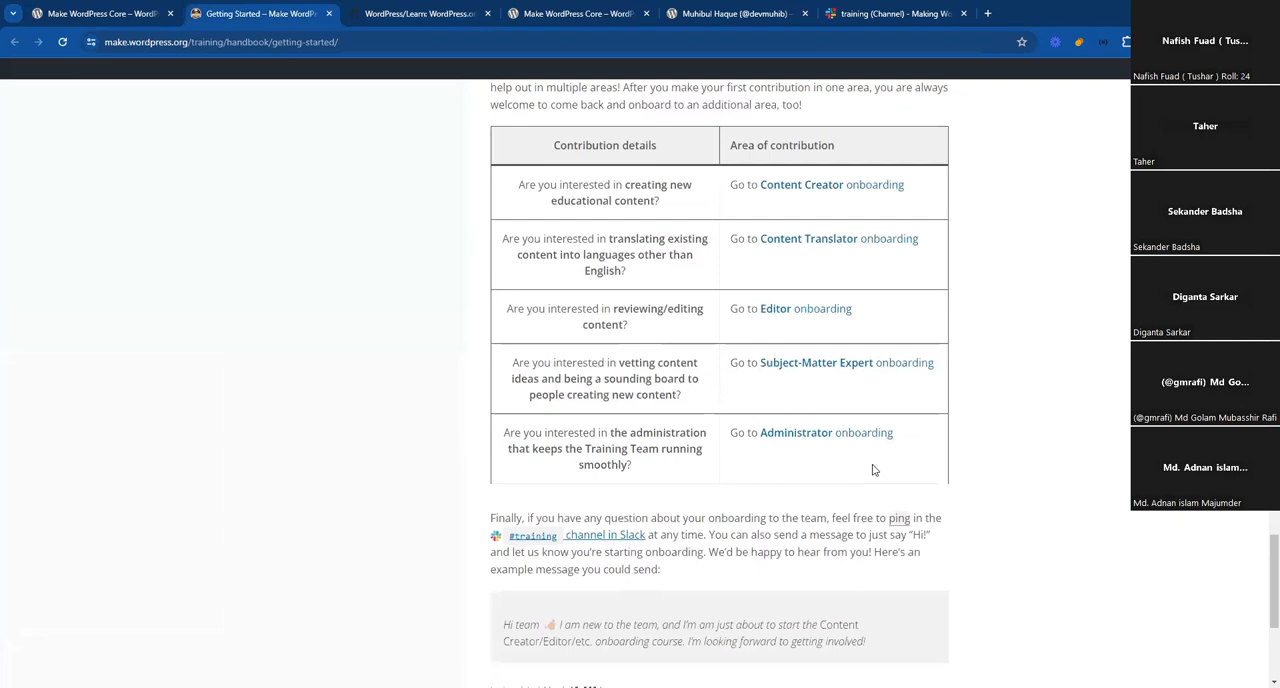 Make WordPress Core – WordP
Getting Started – Make WordPr
WordPress/Learn: WordPress.or
Make WordPress Core – WordP
Muhibul Haque (@devmuhib) –
training (Channel) - Making Wo
make.wordpress.org/training/handbook/getting-started/
help out in multiple areas! After you make your first contribution in one area, you are always
welcome to come back and onboard to an additional area, too!
Contribution details
Area of contribution
Are you interested in creating new
educational content?
Go to Content Creator onboarding
Are you interested in translating existing
content into languages other than
English?
Go to Content Translator onboarding
Are you interested in reviewing/editing
content?
Go to Editor onboarding
Are you interested in vetting content
ideas and being a sounding board to
people creating new content?
Go to Subject-Matter Expert onboarding
Are you interested in the administration
that keeps the Training Team running
smoothly?
Go to Administrator onboarding
Finally, if you have any question about your onboarding to the team, feel free to ping in the
#training channel in Slack at any time. You can also send a message to just say “Hi!”
and let us know you’re starting onboarding. We’d be happy to hear from you! Here’s an
example message you could send:
Hi team 👋🏼 I am new to the team, and I’m am just about to start the Content
Creator/Editor/etc. onboarding course. I’m looking forward to getting involved!
Nafish Fuad ( Tus...
Nafish Fuad ( Tushar ) Roll: 24
Taher
Taher
Sekander Badsha
Sekander Badsha
Diganta Sarkar
Diganta Sarkar
(@gmrafi) Md Go...
(@gmrafi) Md Golam Mubasshir Rafi
Md. Adnan islam...
Md. Adnan islam Majumder